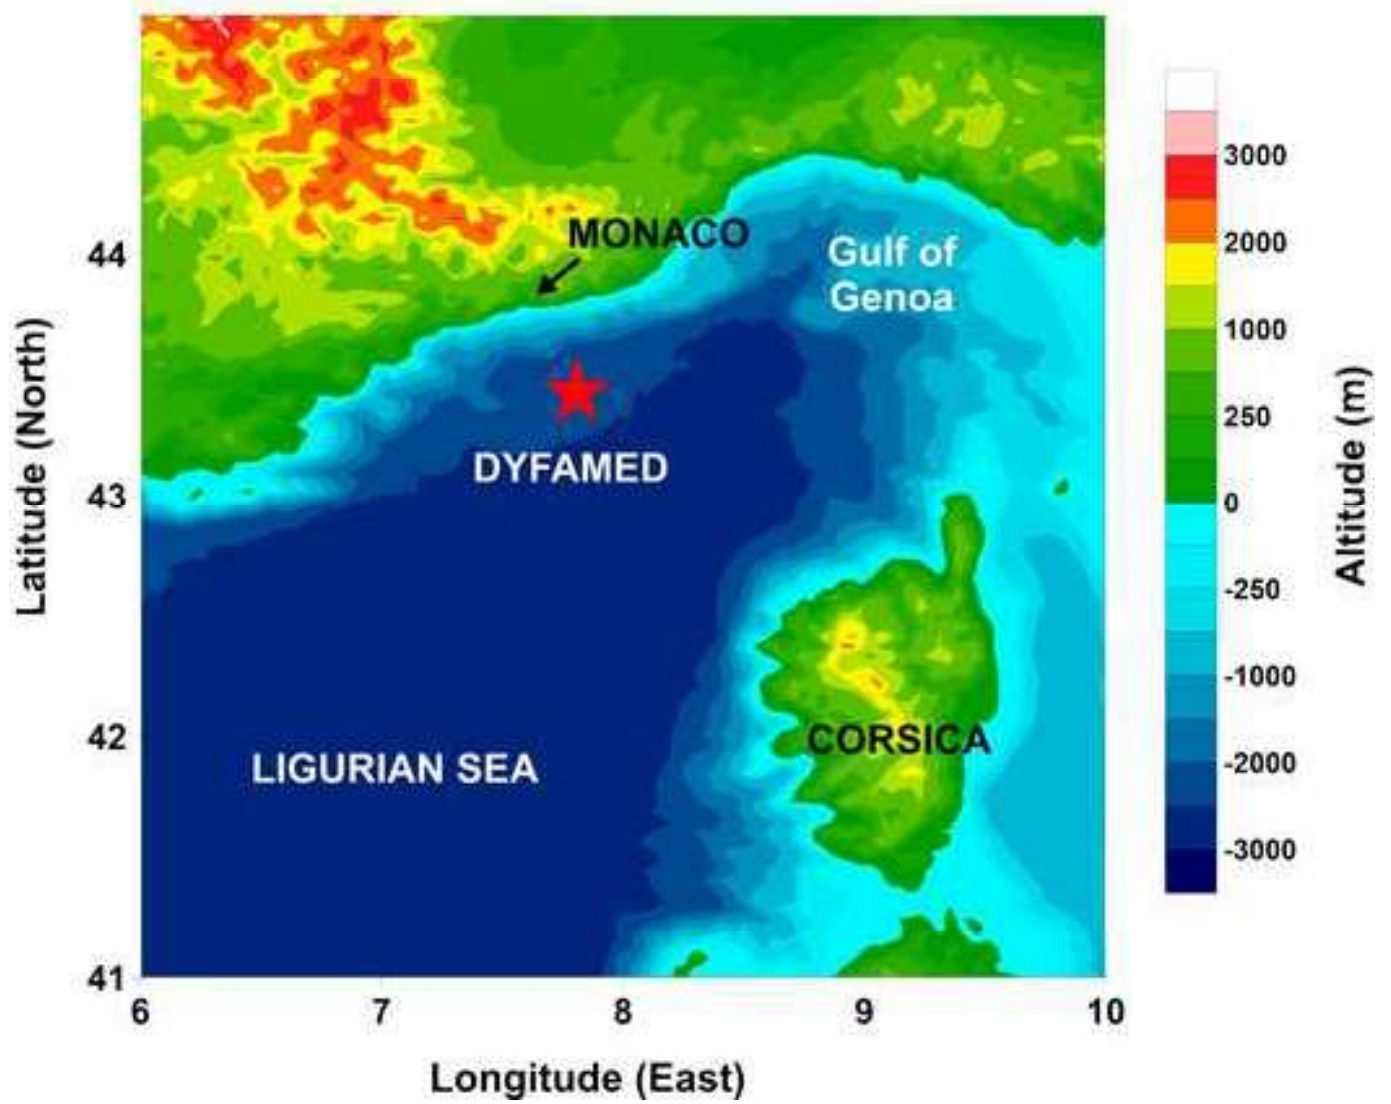 MONACO
Gulf of
Genoa
DYFAMED
CORSICA
LIGURIAN SEA
44
43
42
41
6
7
8
9
10
Latitude (North)
Longitude (East)
3000
2000
1000
250
0
-250
-1000
-2000
-3000
Altitude (m)